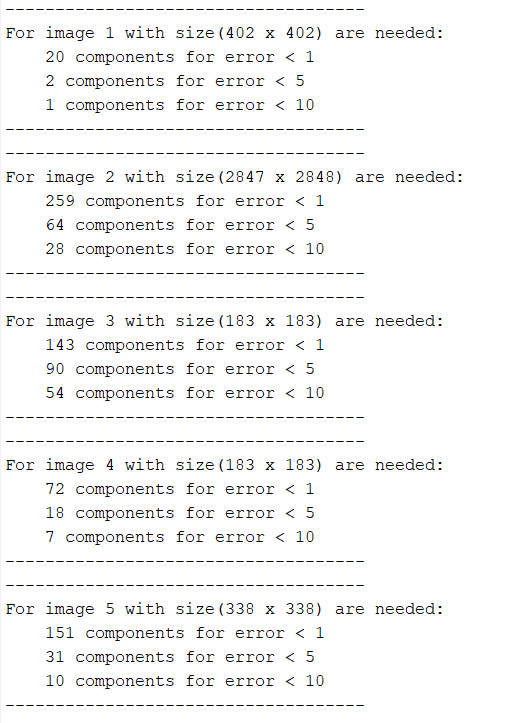 ------------------------------------
For image 1 with size(402 x 402) are needed:
    20 components for error < 1
    2 components for error < 5
    1 components for error < 10
------------------------------------
------------------------------------
For image 2 with size(2847 x 2848) are needed:
    259 components for error < 1
    64 components for error < 5
    28 components for error < 10
------------------------------------
------------------------------------
For image 3 with size(183 x 183) are needed:
    143 components for error < 1
    90 components for error < 5
    54 components for error < 10
------------------------------------
------------------------------------
For image 4 with size(183 x 183) are needed:
    72 components for error < 1
    18 components for error < 5
    7 components for error < 10
------------------------------------
------------------------------------
For image 5 with size(338 x 338) are needed:
    151 components for error < 1
    31 components for error < 5
    10 components for error < 10
------------------------------------